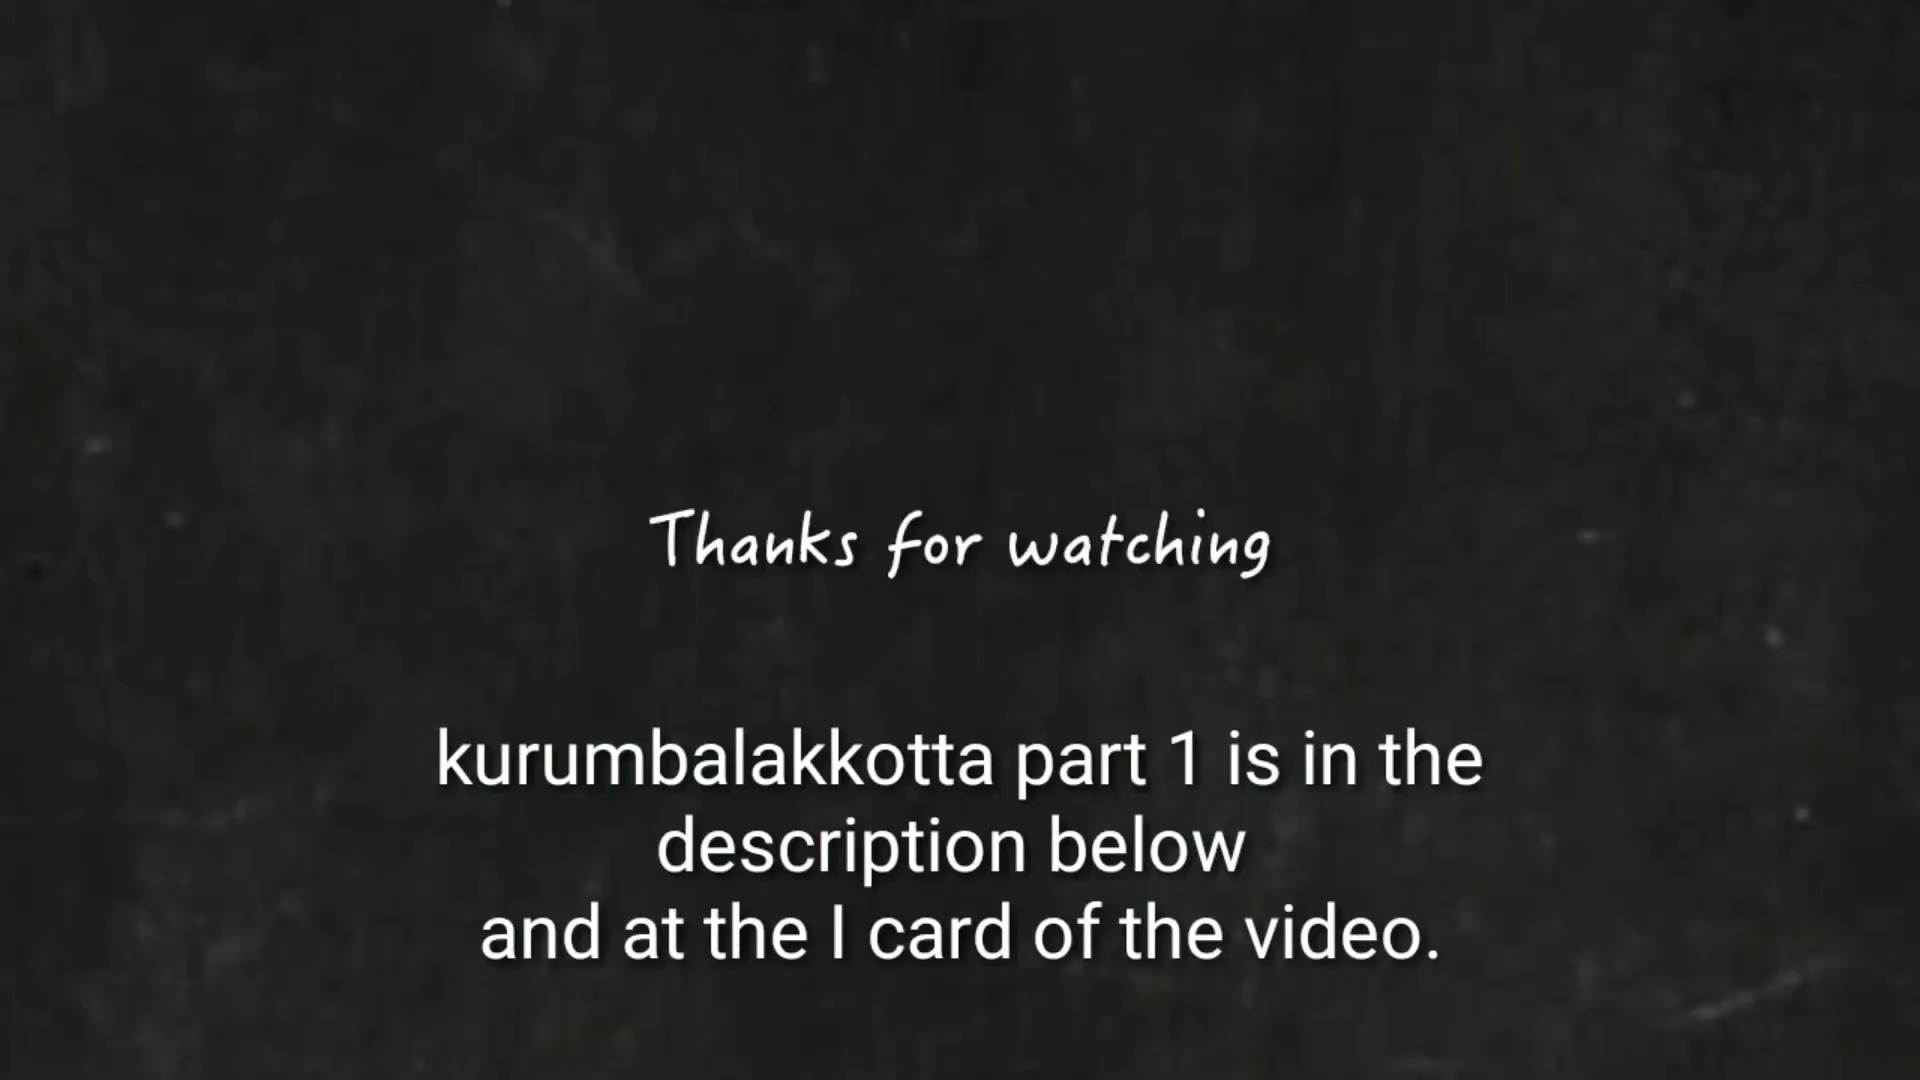 Thanks for watching
kurumbalakkotta part 1 is in the
description below
and at the I card of the video.